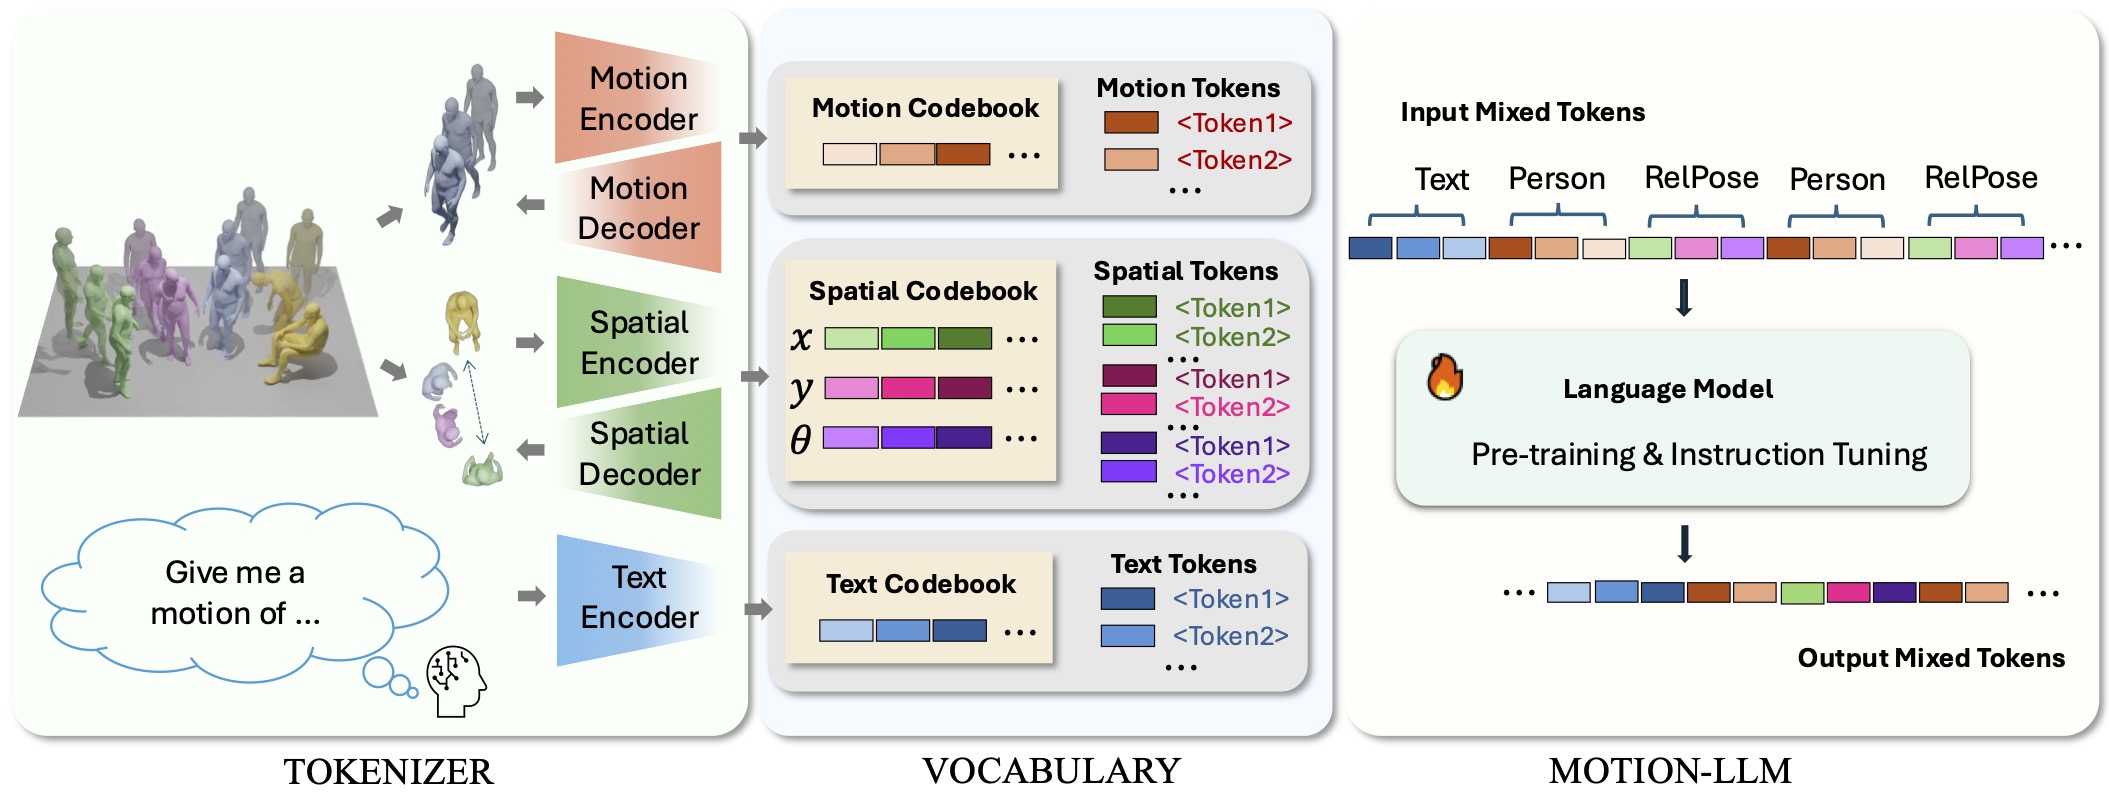 Motion
Encoder
Motion
Decoder
Spatial
Encoder
Spatial
Decoder
Give me a
motion of ...
Text
Encoder
TOKENIZER
Motion Codebook
...
Motion Tokens
<Token1>
<Token2>
...
Spatial Codebook
x ...
y ...
θ ...
Spatial Tokens
<Token1>
<Token2>
...
<Token1>
<Token2>
...
<Token1>
<Token2>
...
Text Codebook
...
Text Tokens
<Token1>
<Token2>
...
VOCABULARY
Input Mixed Tokens
Text Person RelPose Person RelPose
...
Language Model
Pre-training & Instruction Tuning
... ...
Output Mixed Tokens
MOTION-LLM